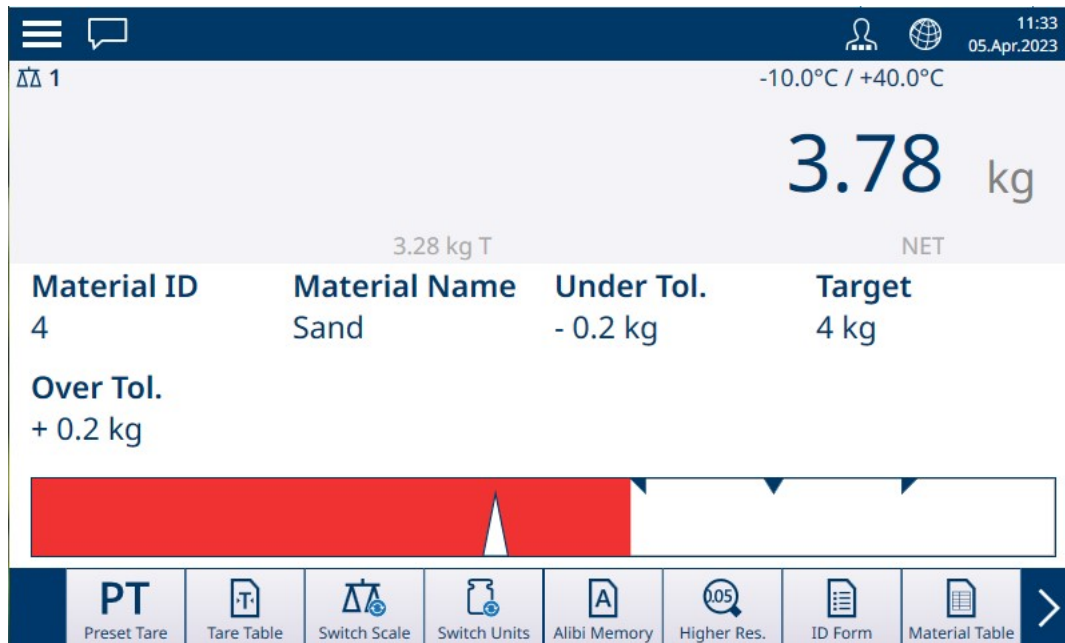 11:33
05.Apr.2023
1
-10.0°C / +40.0°C
3.78 kg
3.28 kg T
NET
Material ID
4
Material Name
Sand
Under Tol.
- 0.2 kg
Target
4 kg
Over Tol.
+ 0.2 kg
PT
Preset Tare
T
Tare Table
Switch Scale
Switch Units
A
Alibi Memory
0.05
Higher Res.
ID Form
Material Table